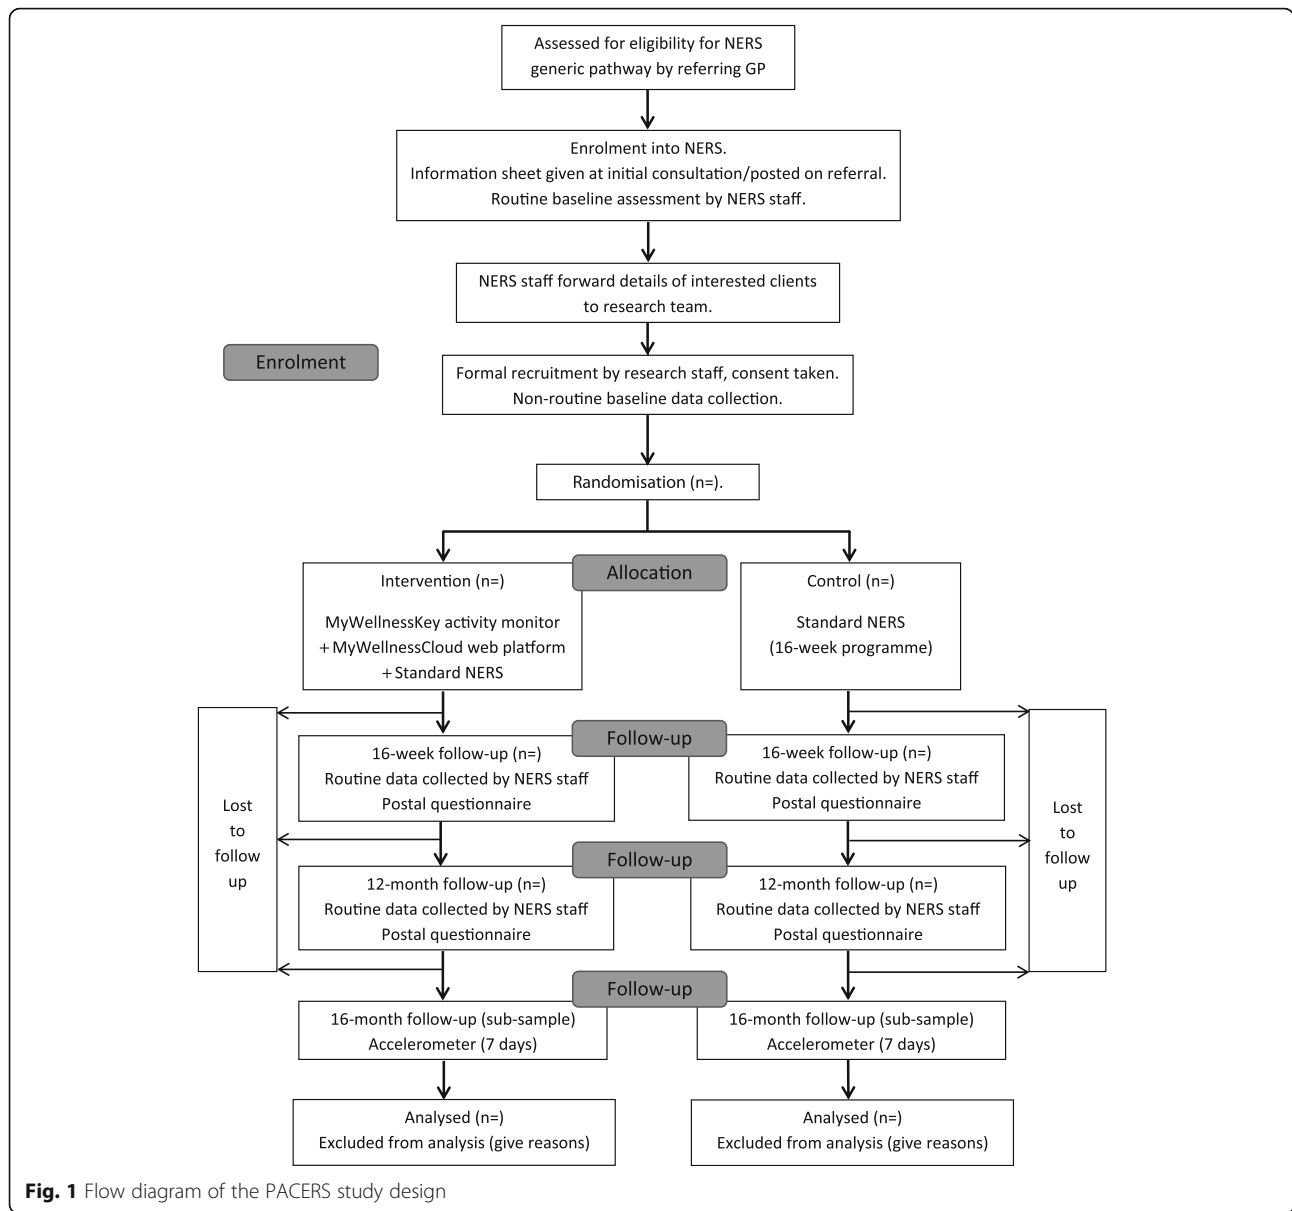 Assessed for eligibility for NERS
generic pathway by referring GP
Enrolment into NERS.
Information sheet given at initial consultation/posted on referral.
Routine baseline assessment by NERS staff.
NERS staff forward details of interested clients
to research team.
Enrolment
Formal recruitment by research staff, consent taken.
Non-routine baseline data collection.
Randomisation (n=).
Allocation
Intervention (n=)
MyWellnessKey activity monitor
+MyWellnessCloud web platform
+Standard NERS
Control (n=)
Standard NERS
(16-week programme)
Lost
to
follow
up
Follow-up
16-week follow-up (n=)
Routine data collected by NERS staff
Postal questionnaire
16-week follow-up (n=)
Routine data collected by NERS staff
Postal questionnaire
Lost
to
follow
up
Follow-up
12-month follow-up (n=)
Routine data collected by NERS staff
Postal questionnaire
12-month follow-up (n=)
Routine data collected by NERS staff
Postal questionnaire
Follow-up
16-month follow-up (sub-sample)
Accelerometer (7 days)
16-month follow-up (sub-sample)
Accelerometer (7 days)
Analysed (n=)
Excluded from analysis (give reasons)
Analysed (n=)
Excluded from analysis (give reasons)
Fig. 1 Flow diagram of the PACERS study design